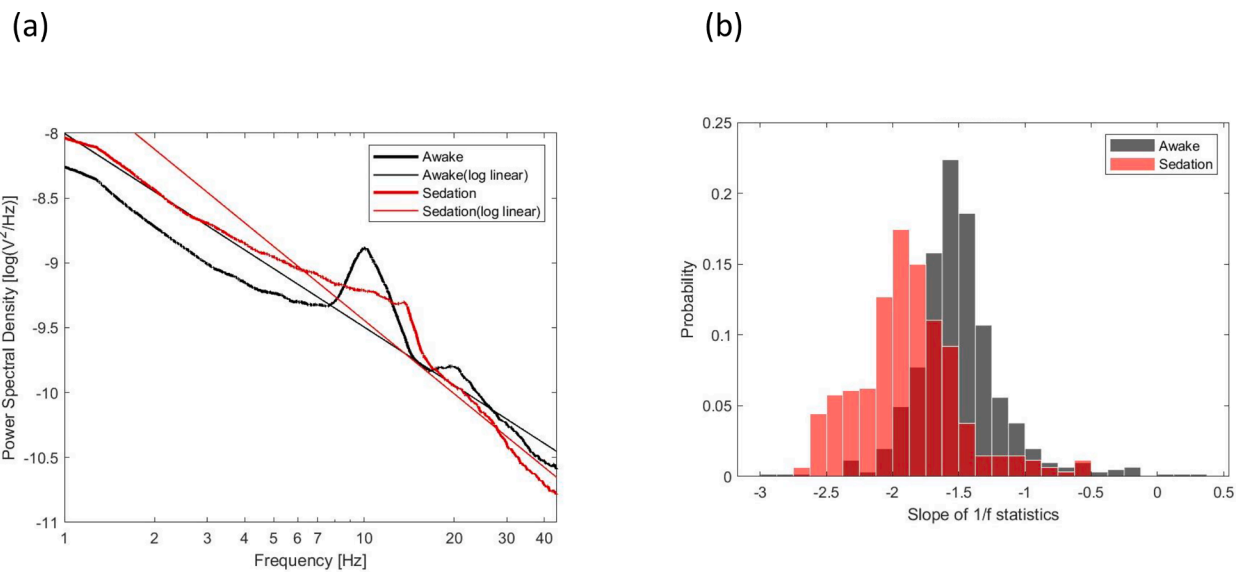 (a)
(b)
Power Spectral Density [log(V²/Hz)]
-8
-8.5
-9
-9.5
-10
-10.5
-11
1 2 3 4 5 6 7 10 20 30 40
Frequency [Hz]
Awake
Awake(log linear)
Sedation
Sedation(log linear)
Probability
0.25
0.2
0.15
0.1
0.05
0
-3 -2.5 -2 -1.5 -1 -0.5 0 0.5
Slope of 1/f statistics
Awake
Sedation